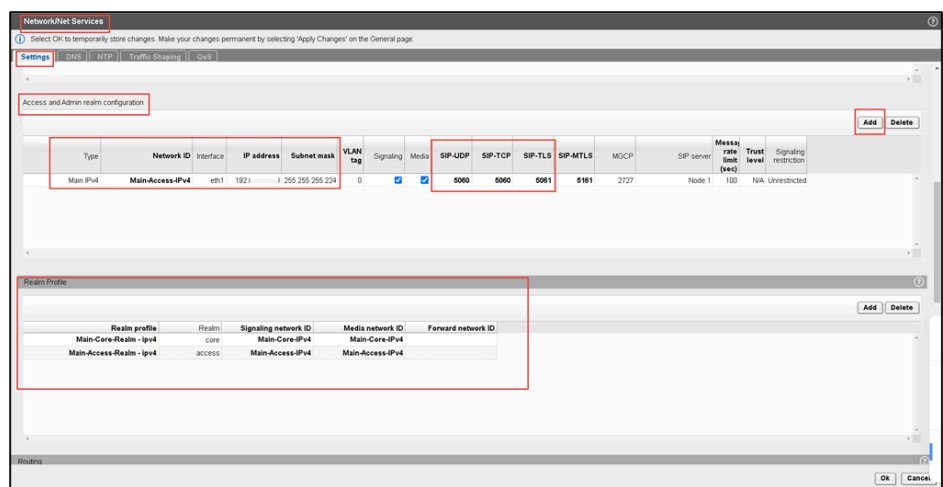 Network/Net Services
Select OK to temporarily store changes. Make your changes permanent by selecting 'Apply Changes' on the General page.
Settings DNS NTP Traffic Shaping QoS
Access and Admin realm configuration
Add Delete
Type Network ID Interface IP address Subnet mask VLAN tag Signaling Media SIP-UDP SIP-TCP SIP-TLS SIP-MTLS MGCP SIP server Messag rate limit (sec) Trust level Signaling restriction
Main IPv4 Main-Access-IPv4 eth1 192 255.255.255.224 0 5060 5060 5061 5161 2727 Node 1 100 N/A Unrestricted
Realm Profile
Add Delete
Realm profile Realm Signaling network ID Media network ID Forward network ID
Main-Core-Realm - ipv4 core Main-Core-IPv4 Main-Core-IPv4
Main-Access-Realm - ipv4 access Main-Access-IPv4 Main-Access-IPv4
Routing
Ok Cancel